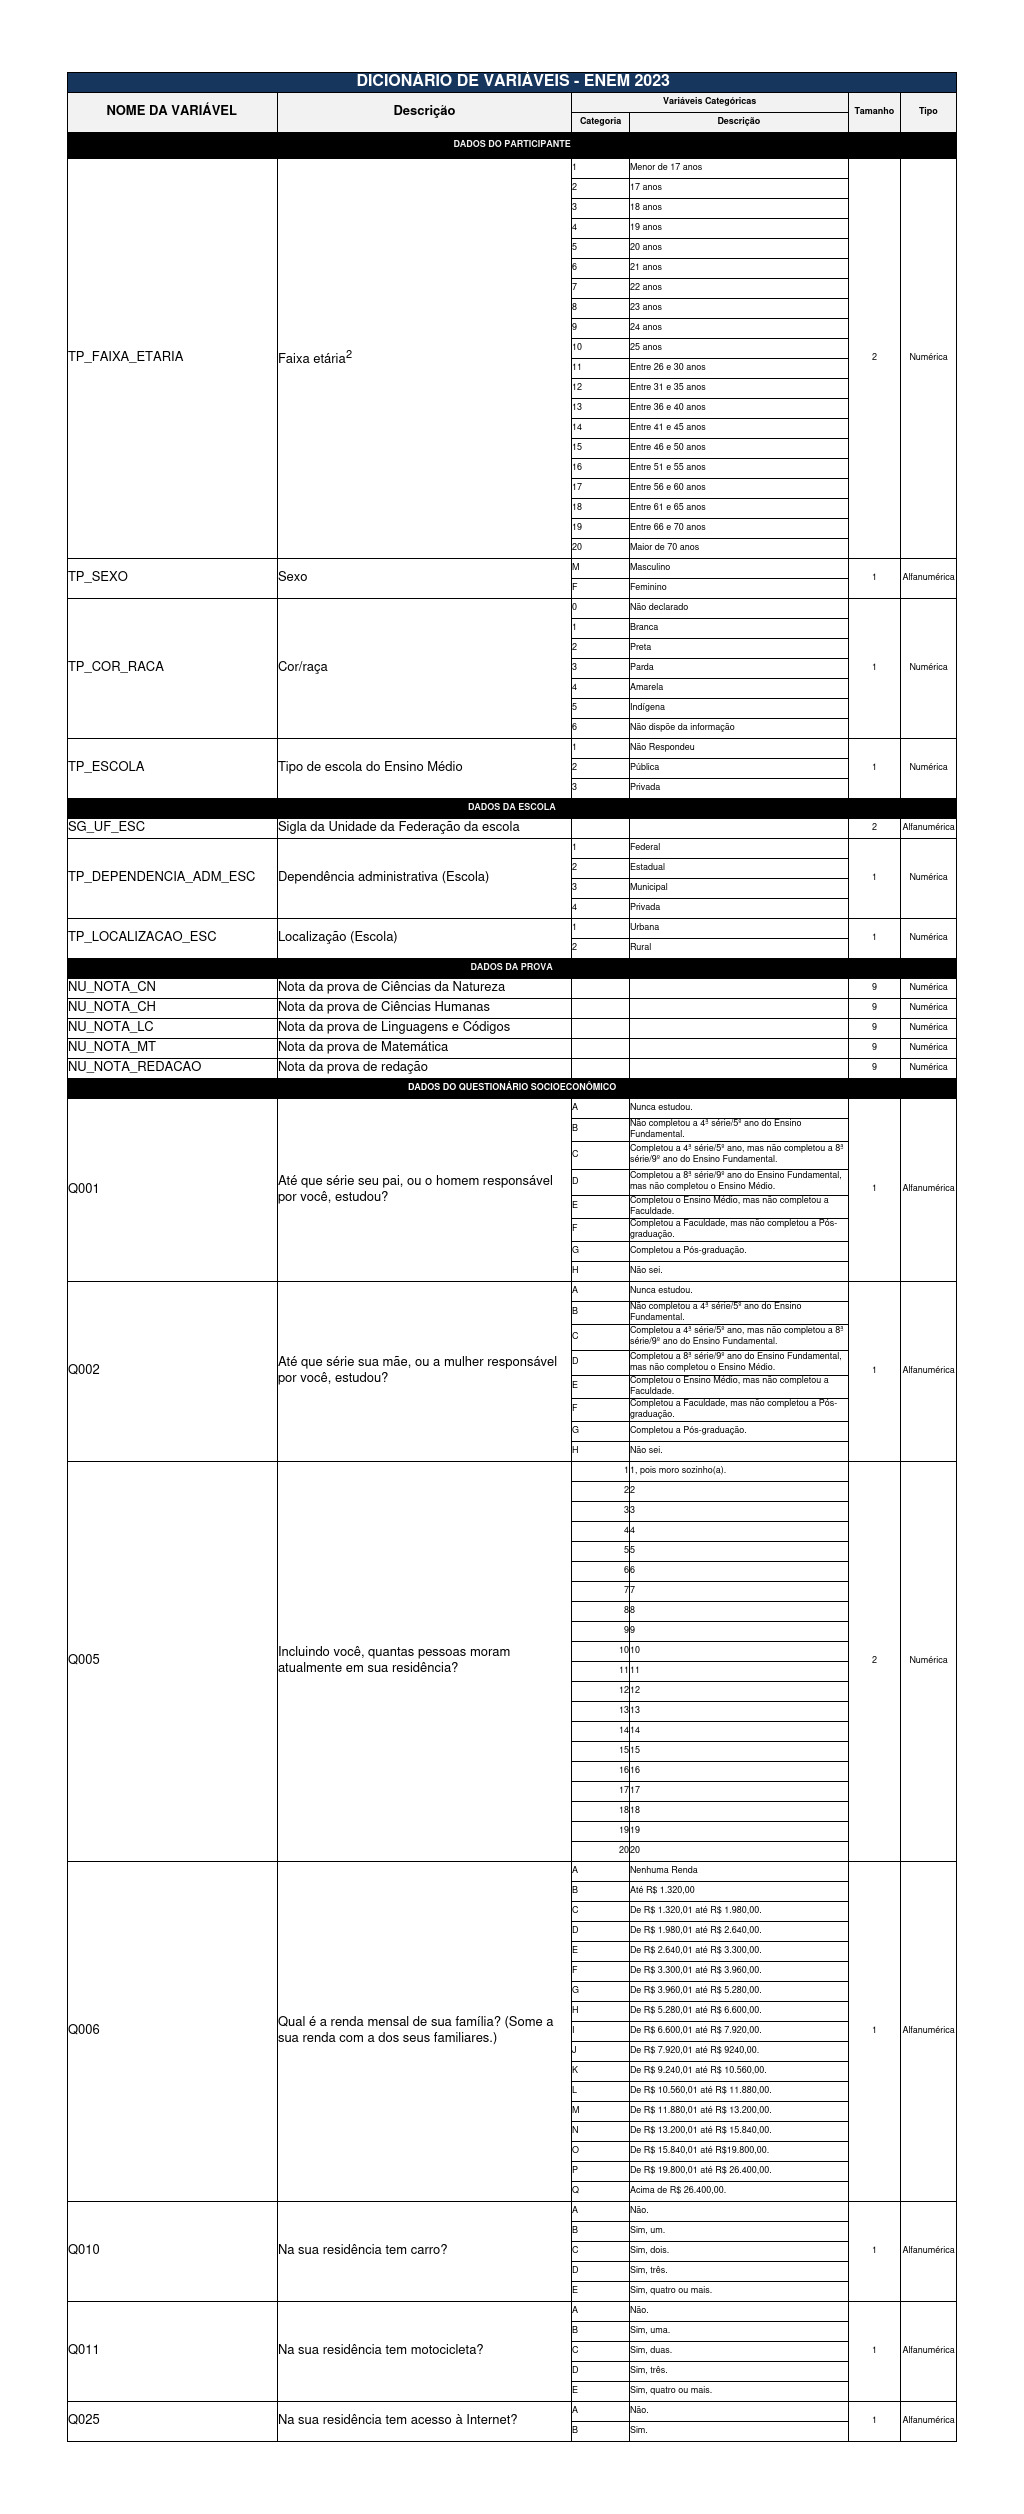 DICIONÁRIO DE VARIÁVEIS - ENEM 2023
NOME DA VARIÁVEL Descrição Variáveis Categóricas Tamanho Tipo
Categoria Descrição
DADOS DO PARTICIPANTE
TP_FAIXA_ETARIA Faixa etária2 2 Numérica
1 Menor de 17 anos
2 17 anos
3 18 anos
4 19 anos
5 20 anos
6 21 anos
7 22 anos
8 23 anos
9 24 anos
10 25 anos
11 Entre 26 e 30 anos
12 Entre 31 e 35 anos
13 Entre 36 e 40 anos
14 Entre 41 e 45 anos
15 Entre 46 e 50 anos
16 Entre 51 e 55 anos
17 Entre 56 e 60 anos
18 Entre 61 e 65 anos
19 Entre 66 e 70 anos
20 Maior de 70 anos
TP_SEXO Sexo 1 Alfanumérica
M Masculino
F Feminino
TP_COR_RACA Cor/raça 1 Numérica
0 Não declarado
1 Branca
2 Preta
3 Parda
4 Amarela
5 Indígena
6 Não dispõe da informação
TP_ESCOLA Tipo de escola do Ensino Médio 1 Numérica
1 Não Respondeu
2 Pública
3 Privada
DADOS DA ESCOLA
SG_UF_ESC Sigla da Unidade da Federação da escola 2 Alfanumérica
TP_DEPENDENCIA_ADM_ESC Dependência administrativa (Escola) 1 Numérica
1 Federal
2 Estadual
3 Municipal
4 Privada
TP_LOCALIZACAO_ESC Localização (Escola) 1 Numérica
1 Urbana
2 Rural
DADOS DA PROVA
NU_NOTA_CN Nota da prova de Ciências da Natureza 9 Numérica
NU_NOTA_CH Nota da prova de Ciências Humanas 9 Numérica
NU_NOTA_LC Nota da prova de Linguagens e Códigos 9 Numérica
NU_NOTA_MT Nota da prova de Matemática 9 Numérica
NU_NOTA_REDACAO Nota da prova de redação 9 Numérica
DADOS DO QUESTIONÁRIO SOCIOECONÔMICO
Q001 Até que série seu pai, ou o homem responsável
por você, estudou? 1 Alfanumérica
A Nunca estudou.
B Não completou a 4ª série/5º ano do Ensino
Fundamental.
C Completou a 4ª série/5º ano, mas não completou a 8ª
série/9º ano do Ensino Fundamental.
D Completou a 8ª série/9º ano do Ensino Fundamental,
mas não completou o Ensino Médio.
E Completou o Ensino Médio, mas não completou a
Faculdade.
F Completou a Faculdade, mas não completou a Pós-
graduação.
G Completou a Pós-graduação.
H Não sei.
Q002 Até que série sua mãe, ou a mulher responsável
por você, estudou? 1 Alfanumérica
A Nunca estudou.
B Não completou a 4ª série/5º ano do Ensino
Fundamental.
C Completou a 4ª série/5º ano, mas não completou a 8ª
série/9º ano do Ensino Fundamental.
D Completou a 8ª série/9º ano do Ensino Fundamental,
mas não completou o Ensino Médio.
E Completou o Ensino Médio, mas não completou a
Faculdade.
F Completou a Faculdade, mas não completou a Pós-
graduação.
G Completou a Pós-graduação.
H Não sei.
Q005 Incluindo você, quantas pessoas moram
atualmente em sua residência? 2 Numérica
1 1, pois moro sozinho(a).
2 2
3 3
4 4
5 5
6 6
7 7
8 8
9 9
10 10
11 11
12 12
13 13
14 14
15 15
16 16
17 17
18 18
19 19
20 20
Q006 Qual é a renda mensal de sua família? (Some a
sua renda com a dos seus familiares.) 1 Alfanumérica
A Nenhuma Renda
B Até R$ 1.320,00
C De R$ 1.320,01 até R$ 1.980,00.
D De R$ 1.980,01 até R$ 2.640,00.
E De R$ 2.640,01 até R$ 3.300,00.
F De R$ 3.300,01 até R$ 3.960,00.
G De R$ 3.960,01 até R$ 5.280,00.
H De R$ 5.280,01 até R$ 6.600,00.
I De R$ 6.600,01 até R$ 7.920,00.
J De R$ 7.920,01 até R$ 9240,00.
K De R$ 9.240,01 até R$ 10.560,00.
L De R$ 10.560,01 até R$ 11.880,00.
M De R$ 11.880,01 até R$ 13.200,00.
N De R$ 13.200,01 até R$ 15.840,00.
O De R$ 15.840,01 até R$19.800,00.
P De R$ 19.800,01 até R$ 26.400,00.
Q Acima de R$ 26.400,00.
Q010 Na sua residência tem carro? 1 Alfanumérica
A Não.
B Sim, um.
C Sim, dois.
D Sim, três.
E Sim, quatro ou mais.
Q011 Na sua residência tem motocicleta? 1 Alfanumérica
A Não.
B Sim, uma.
C Sim, duas.
D Sim, três.
E Sim, quatro ou mais.
Q025 Na sua residência tem acesso à Internet? 1 Alfanumérica
A Não.
B Sim.